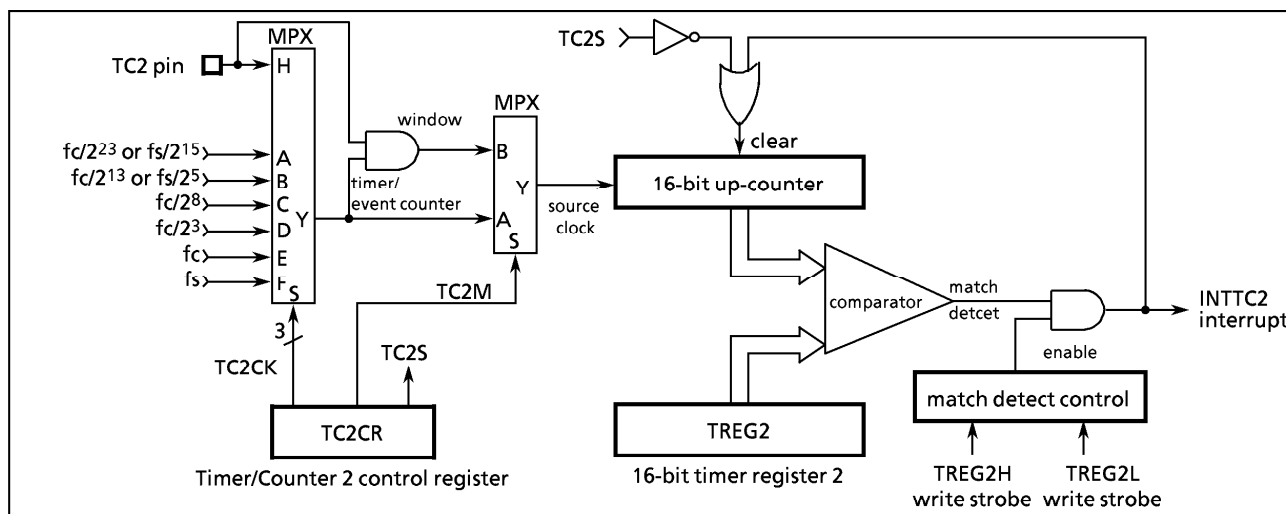 MPX
TC2 pin
H
fc/2²³ or fs/2¹⁵
A
fc/2¹³ or fs/2⁵
B
fc/2⁸
C
fc/2³
D
fc
E
fs
F
Y
S
3
TC2CK
window
timer/
event counter
MPX
B
Y
A
S
TC2M
TC2S
TC2CR
Timer/Counter 2 control register
source
clock
TC2S
clear
16-bit up-counter
comparator
match
detcet
enable
INTTC2
interrupt
TREG2
16-bit timer register 2
match detect control
TREG2H
write strobe
TREG2L
write strobe